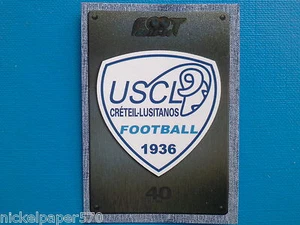 USCL
CRÉTEIL-LUSITANOS
FOOTBALL
1936
40
nickelpaper570